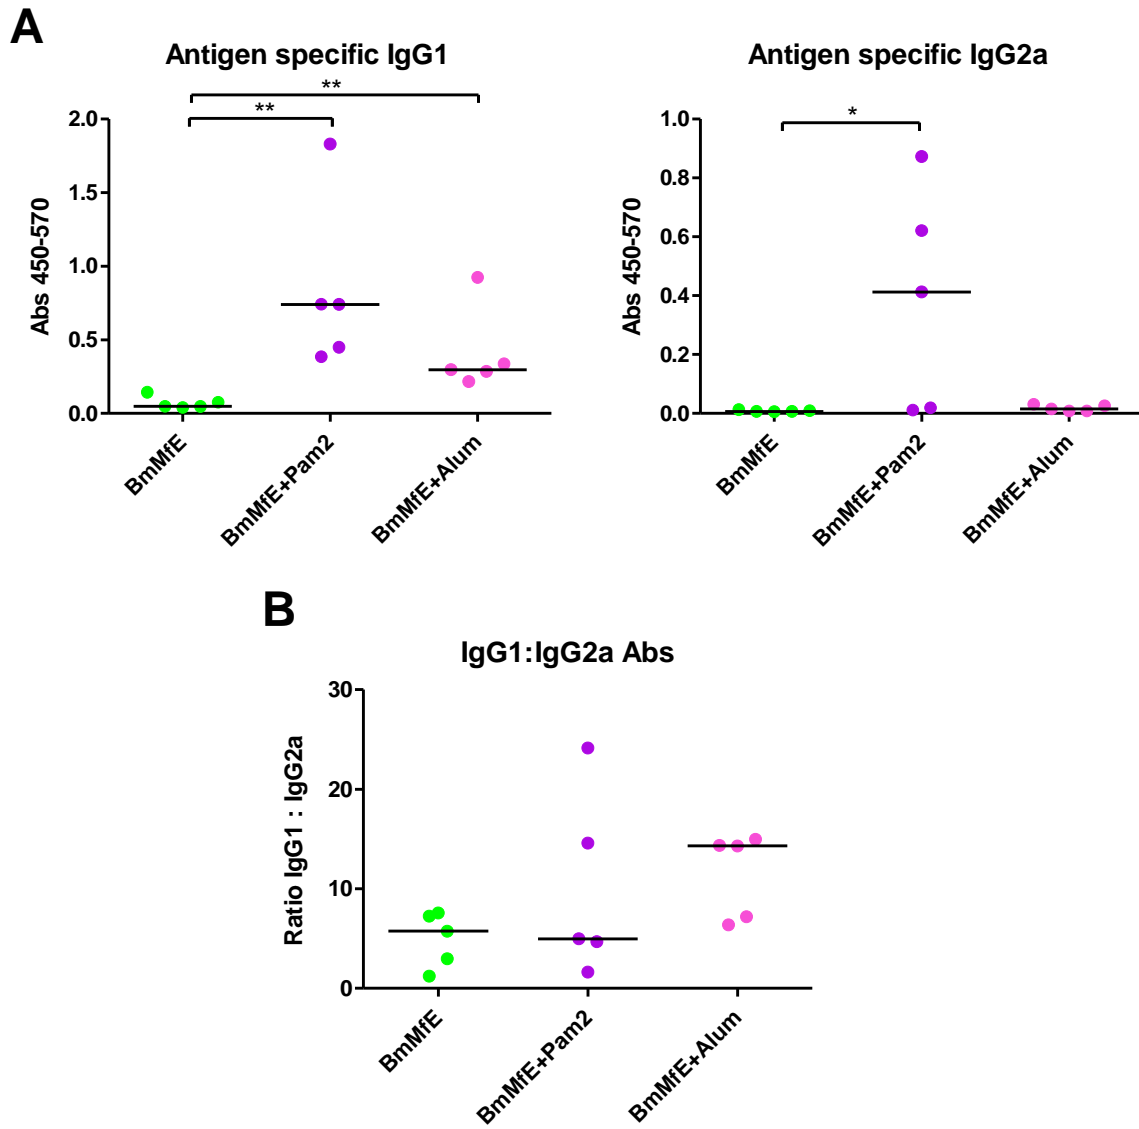 A
Antigen specific IgG1
**
**
2.0
1.5
1.0
0.5
0.0
Abs 450-570
BmMfE
BmMfE+Pam2
BmMfE+Alum
Antigen specific IgG2a
*
1.0
0.8
0.6
0.4
0.2
0.0
Abs 450-570
BmMfE
BmMfE+Pam2
BmMfE+Alum
B
IgG1:IgG2a Abs
30
20
10
0
Ratio IgG1 : IgG2a
BmMfE
BmMfE+Pam2
BmMfE+Alum